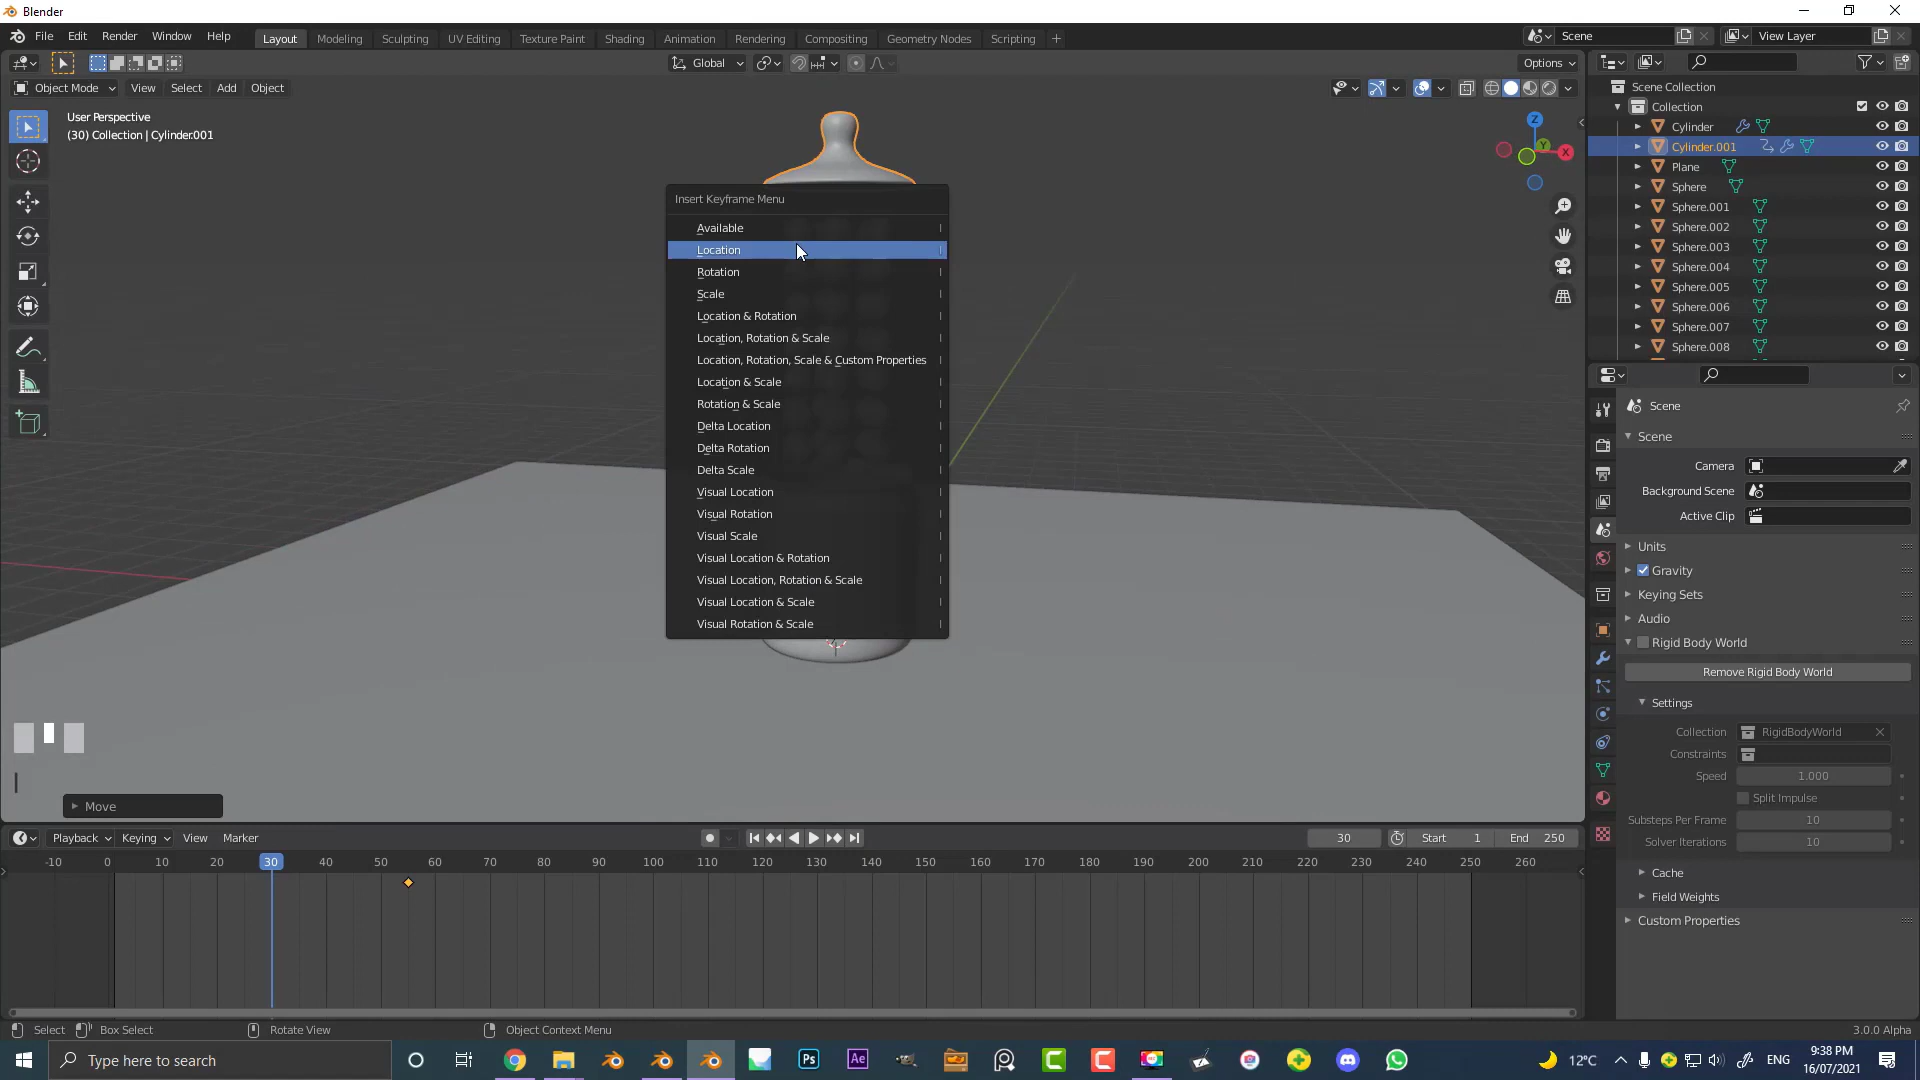 Blender
File Edit Render Window Help
Layout Modeling Sculpting UV Editing Texture Paint Shading Animation Rendering Compositing Geometry Nodes Scripting +
Scene View Layer
Global Options
Object Mode View Select Add Object
User Perspective
(30) Collection | Cylinder.001
Z
Y
X
Insert Keyframe Menu
Available I
Location I
Rotation I
Scale I
Location & Rotation I
Location, Rotation & Scale I
Location, Rotation, Scale & Custom Properties I
Location & Scale I
Rotation & Scale I
Delta Location I
Delta Rotation I
Delta Scale I
Visual Location I
Visual Rotation I
Visual Scale I
Visual Location & Rotation I
Visual Location, Rotation & Scale I
Visual Location & Scale I
Visual Rotation & Scale I
Move
Scene Collection
Collection
Cylinder
Cylinder.001
Plane
Sphere
Sphere.001
Sphere.002
Sphere.003
Sphere.004
Sphere.005
Sphere.006
Sphere.007
Sphere.008
Scene
Scene
Camera
Background Scene
Active Clip
Units
Gravity
Keying Sets
Audio
Rigid Body World
Remove Rigid Body World
Settings
Collection RigidBodyWorld
Constraints
Speed 1.000
Split Impulse
Substeps Per Frame 10
Solver Iterations 10
Cache
Field Weights
Custom Properties
Playback Keying View Marker
30 Start 1 End 250
-10 0 10 20 30 40 50 60 70 80 90 100 110 120 130 140 150 160 170 180 190 200 210 220 230 240 250 260
Select Box Select Rotate View Object Context Menu
3.0.0 Alpha
Type here to search
Ps
Ae
12°C
ENG
9:38 PM
16/07/2021